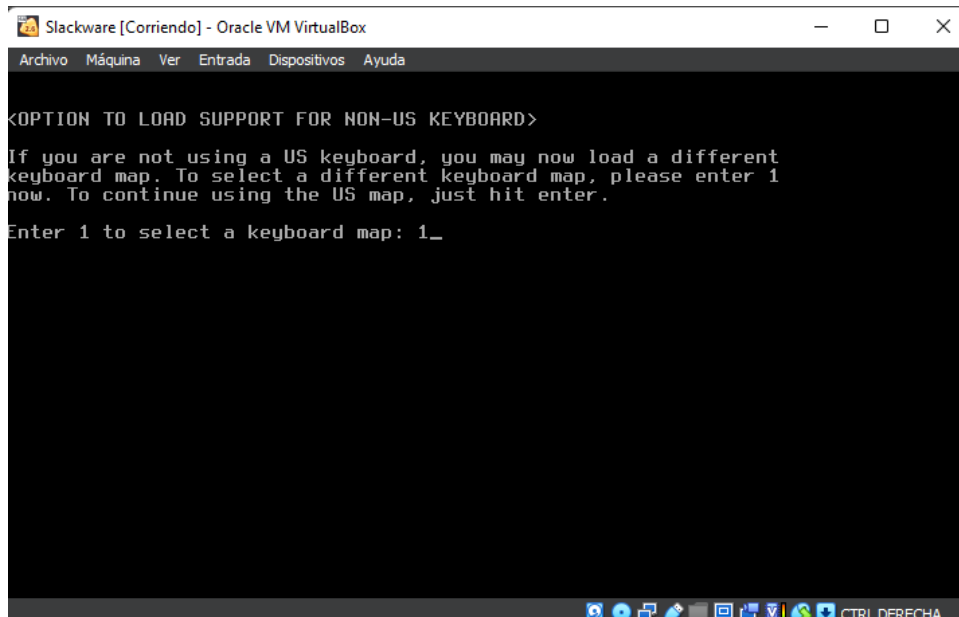 Slackware [Corriendo] - Oracle VM VirtualBox
Archivo Máquina Ver Entrada Dispositivos Ayuda
<OPTION TO LOAD SUPPORT FOR NON-US KEYBOARD>
If you are not using a US keyboard, you may now load a different
keyboard map. To select a different keyboard map, please enter 1
now. To continue using the US map, just hit enter.
Enter 1 to select a keyboard map: 1_
CTRL DERECHA